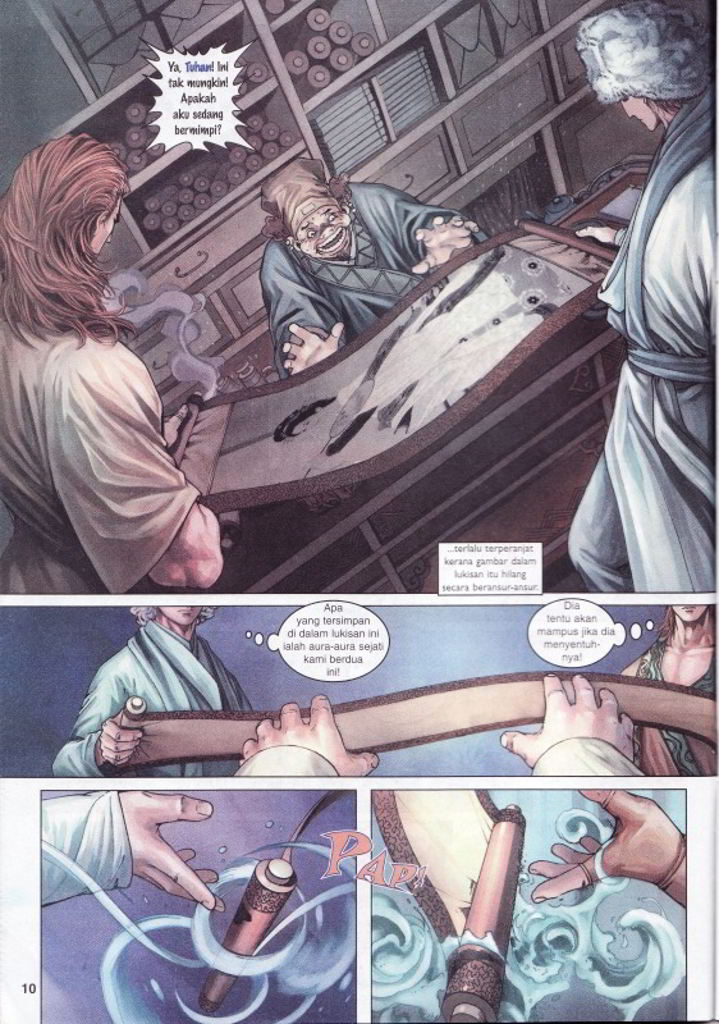 Ya, Tuhan! Ini
tak mungkin!
Apakah
aku sedang
bermimpi?
...terlalu terperanjat
kerana gambar dalam
lukisan itu hilang
secara beransur-ansur.
Apa
yang tersimpan
di dalam lukisan ini
ialah aura-aura sejati
kami berdua
ini!
Dia
tentu akan
mampus jika dia
menyentuh-
nya!
PAP!
10